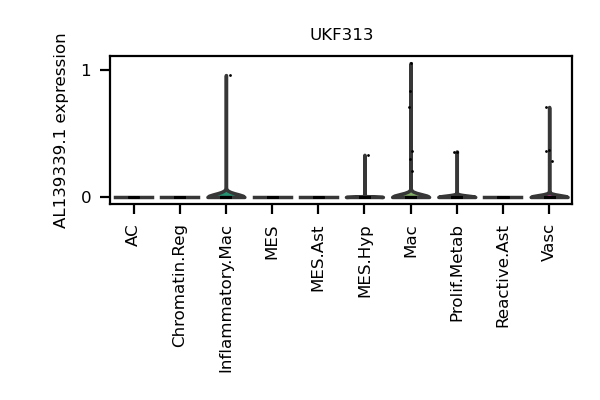 UKF313
AL139339.1 expression
1
0
AC
Chromatin.Reg
Inflammatory.Mac
MES
MES.Ast
MES.Hyp
Mac
Prolif.Metab
Reactive.Ast
Vasc